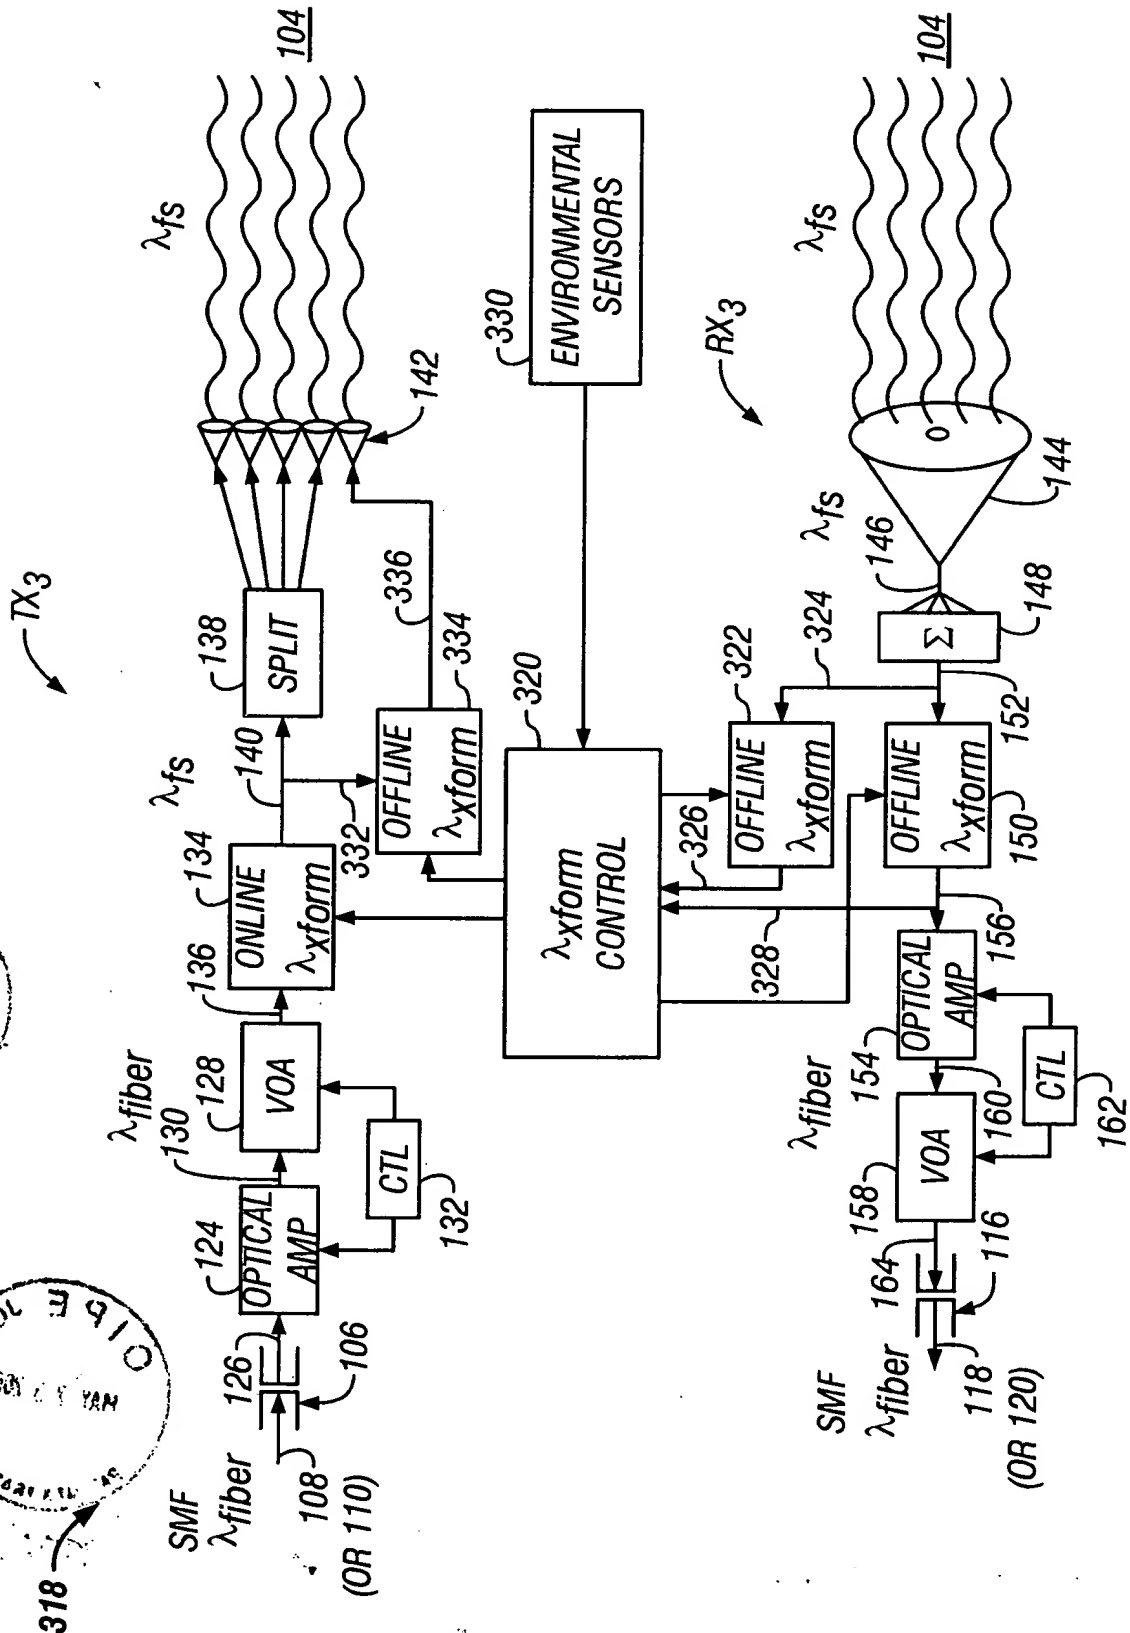 318
TX3
SMF
λfiber
108
(OR 110)
106
126
124
OPTICAL
AMP
130
λfiber
128
VOA
CTL
132
136
134
ONLINE
λxform
λfs
140
138
SPLIT
332
OFFLINE
λxform
334
336
142
λfs
104
320
λxform
CONTROL
330
ENVIRONMENTAL
SENSORS
RX3
λfs
104
144
λfs
146
148
Σ
152
324
322
OFFLINE
λxform
326
OFFLINE
λxform
150
328
156
154
OPTICAL
AMP
λfiber
160
158
VOA
CTL
162
164
116
SMF
λfiber
118
(OR 120)
OIPE